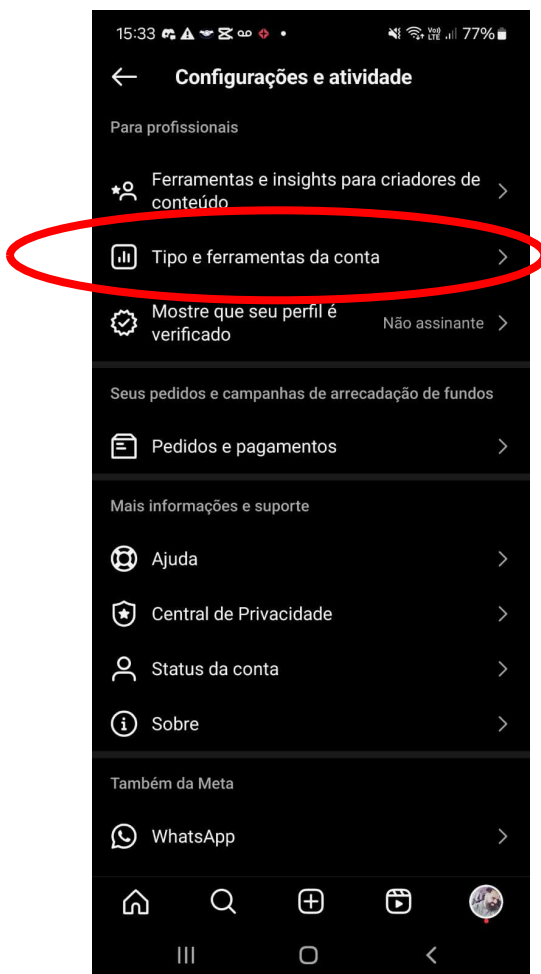 15:33 LTE 77%
Configurações e atividade
Para profissionais
Ferramentas e insights para criadores de
conteúdo
Tipo e ferramentas da conta
Mostre que seu perfil é
verificado
Não assinante
Seus pedidos e campanhas de arrecadação de fundos
Pedidos e pagamentos
Mais informações e suporte
Ajuda
Central de Privacidade
Status da conta
Sobre
Também da Meta
WhatsApp